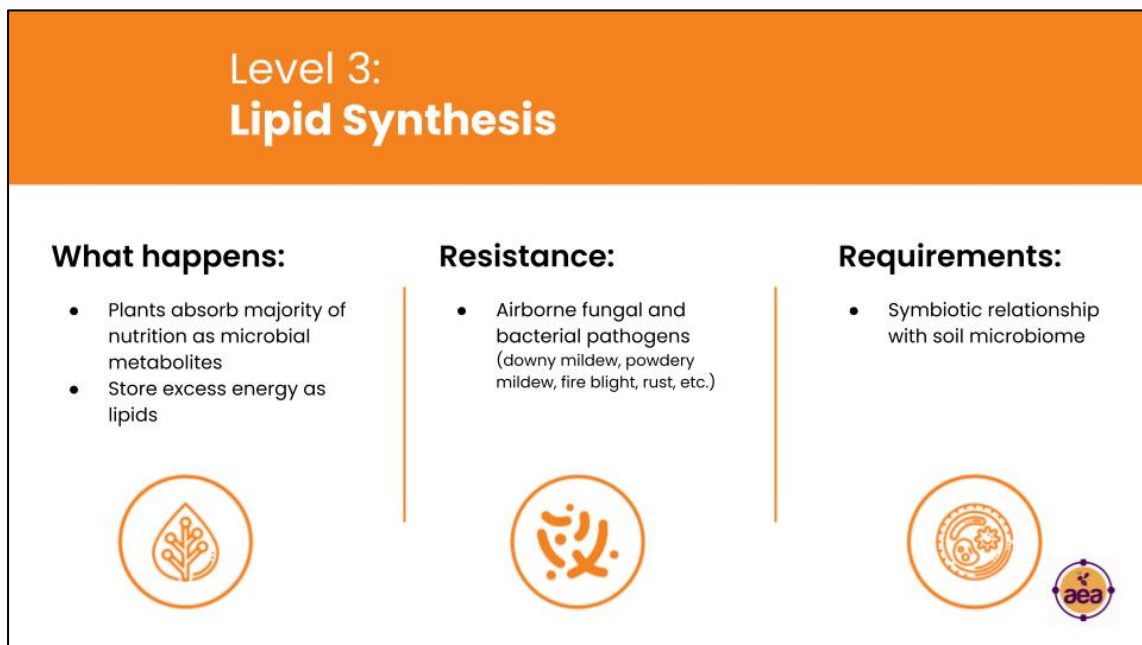 Level 3:
Lipid Synthesis
What happens:
● Plants absorb majority of
nutrition as microbial
metabolites
● Store excess energy as
lipids
Resistance:
● Airborne fungal and
bacterial pathogens
(downy mildew, powdery
mildew, fire blight, rust, etc.)
Requirements:
● Symbiotic relationship
with soil microbiome
aea